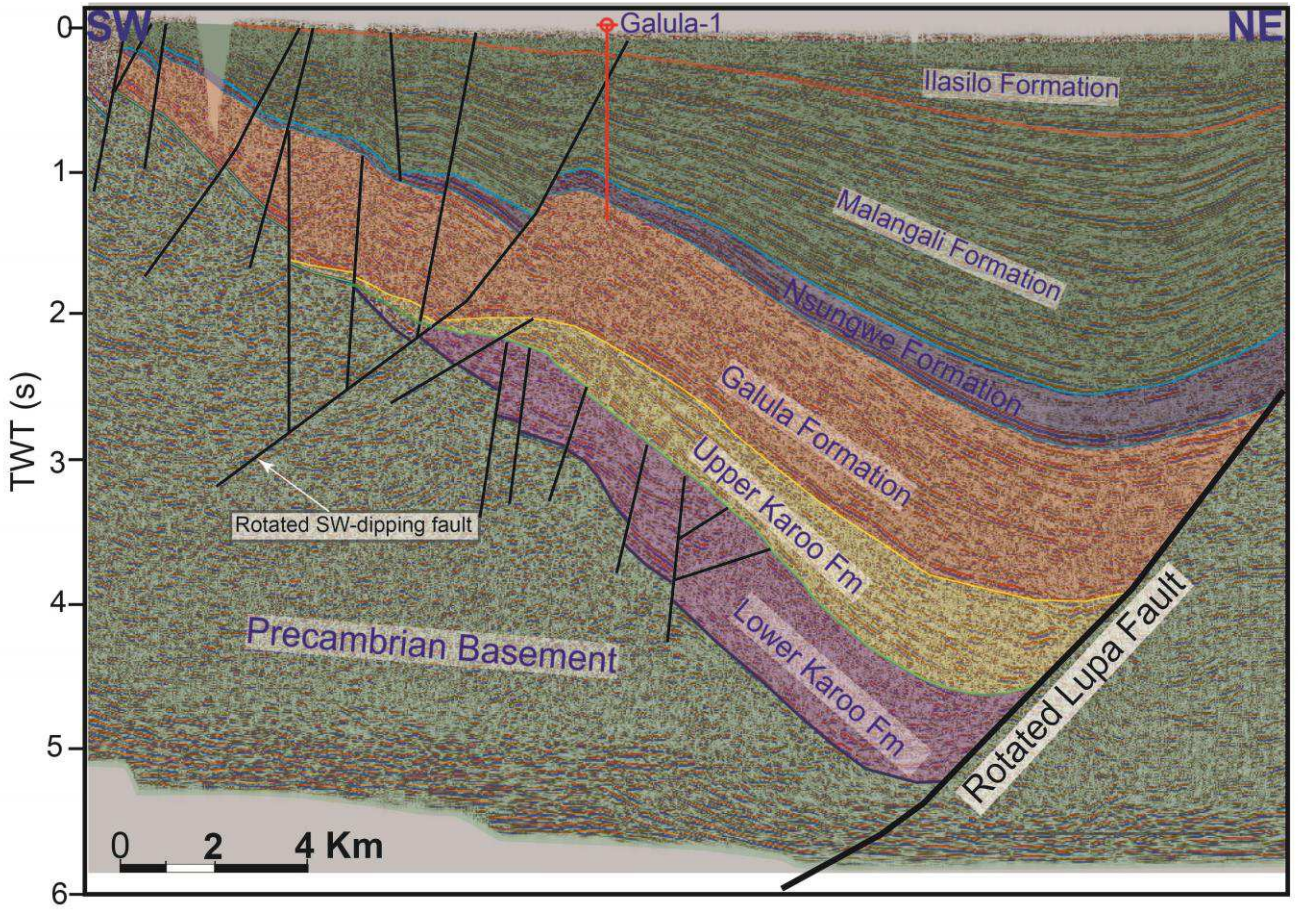 0
SW
Galula-1
NE
Ilasilo Formation
1
Malangali Formation
2
Nsungwe Formation
TWT (s)
Galula Formation
3
Upper Karoo Fm
Rotated SW-dipping fault
4
Precambrian Basement
Lower Karoo Fm
Rotated Lupa Fault
5
0 2 4 Km
6